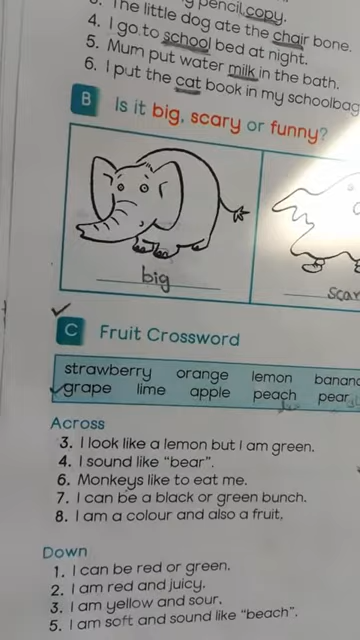 pencil copy.
The little dog ate the chair bone.
4. I go to school bed at night.
5. Mum put water milk in the bath.
6. I put the cat book in my schoolbag
B Is it big, scary or funny?
big
scar
C Fruit Crossword
strawberry orange lemon banana
grape lime apple peach pear
Across
3. I look like a lemon but I am green.
4. I sound like "bear".
6. Monkeys like to eat me.
7. I can be a black or green bunch.
8. I am a colour and also a fruit.
Down
1. I can be red or green.
2. I am red and juicy.
3. I am yellow and sour.
5. I am soft and sound like "beach".